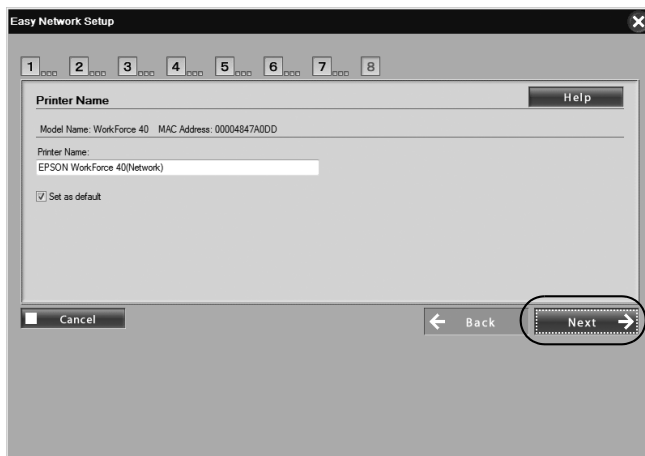 Easy Network Setup
1 2 3 4 5 6 7 8
Printer Name
Help
Model Name: WorkForce 40 MAC Address: 00004847A0DD
Printer Name:
EPSON WorkForce 40(Network)
Set as default
Cancel
Back
Next